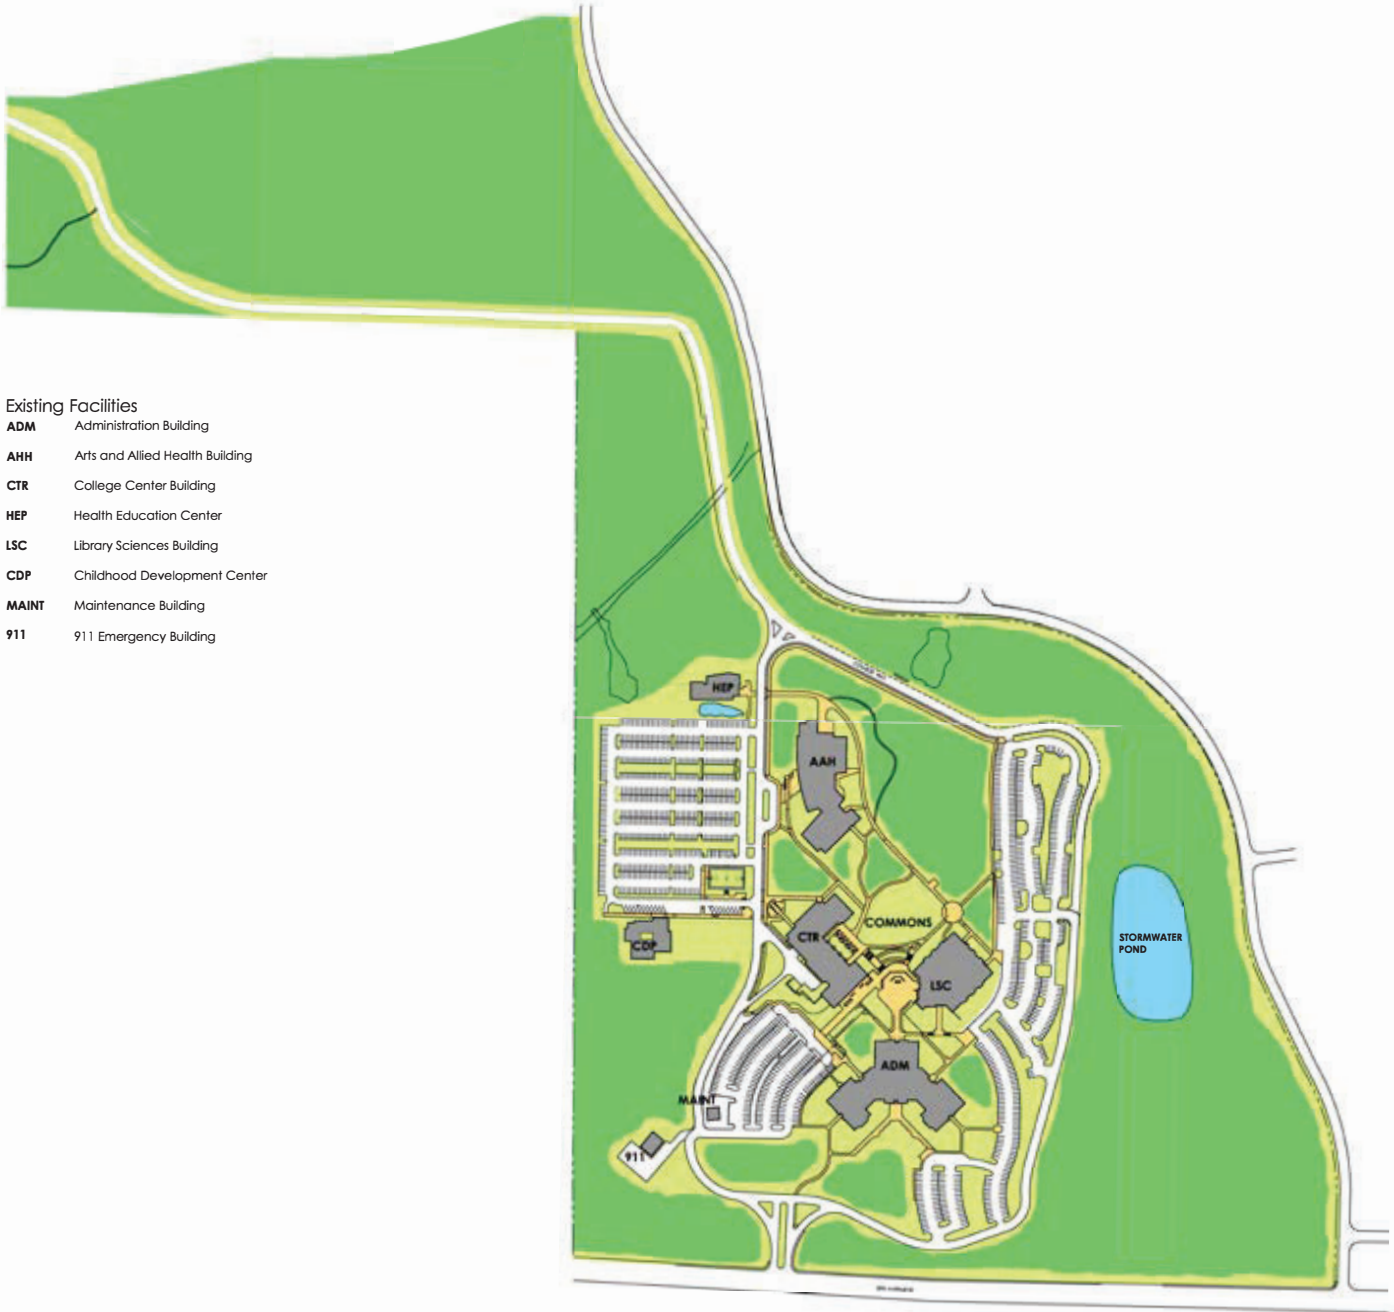 Existing Facilities
ADM Administration Building
AHH Arts and Allied Health Building
CTR College Center Building
HEP Health Education Center
LSC Library Sciences Building
CDP Childhood Development Center
MAINT Maintenance Building
911 911 Emergency Building
HEP
AAH
COMMONS
CTR
CDP
STORMWATER
POND
LSC
ADM
MAINT
911